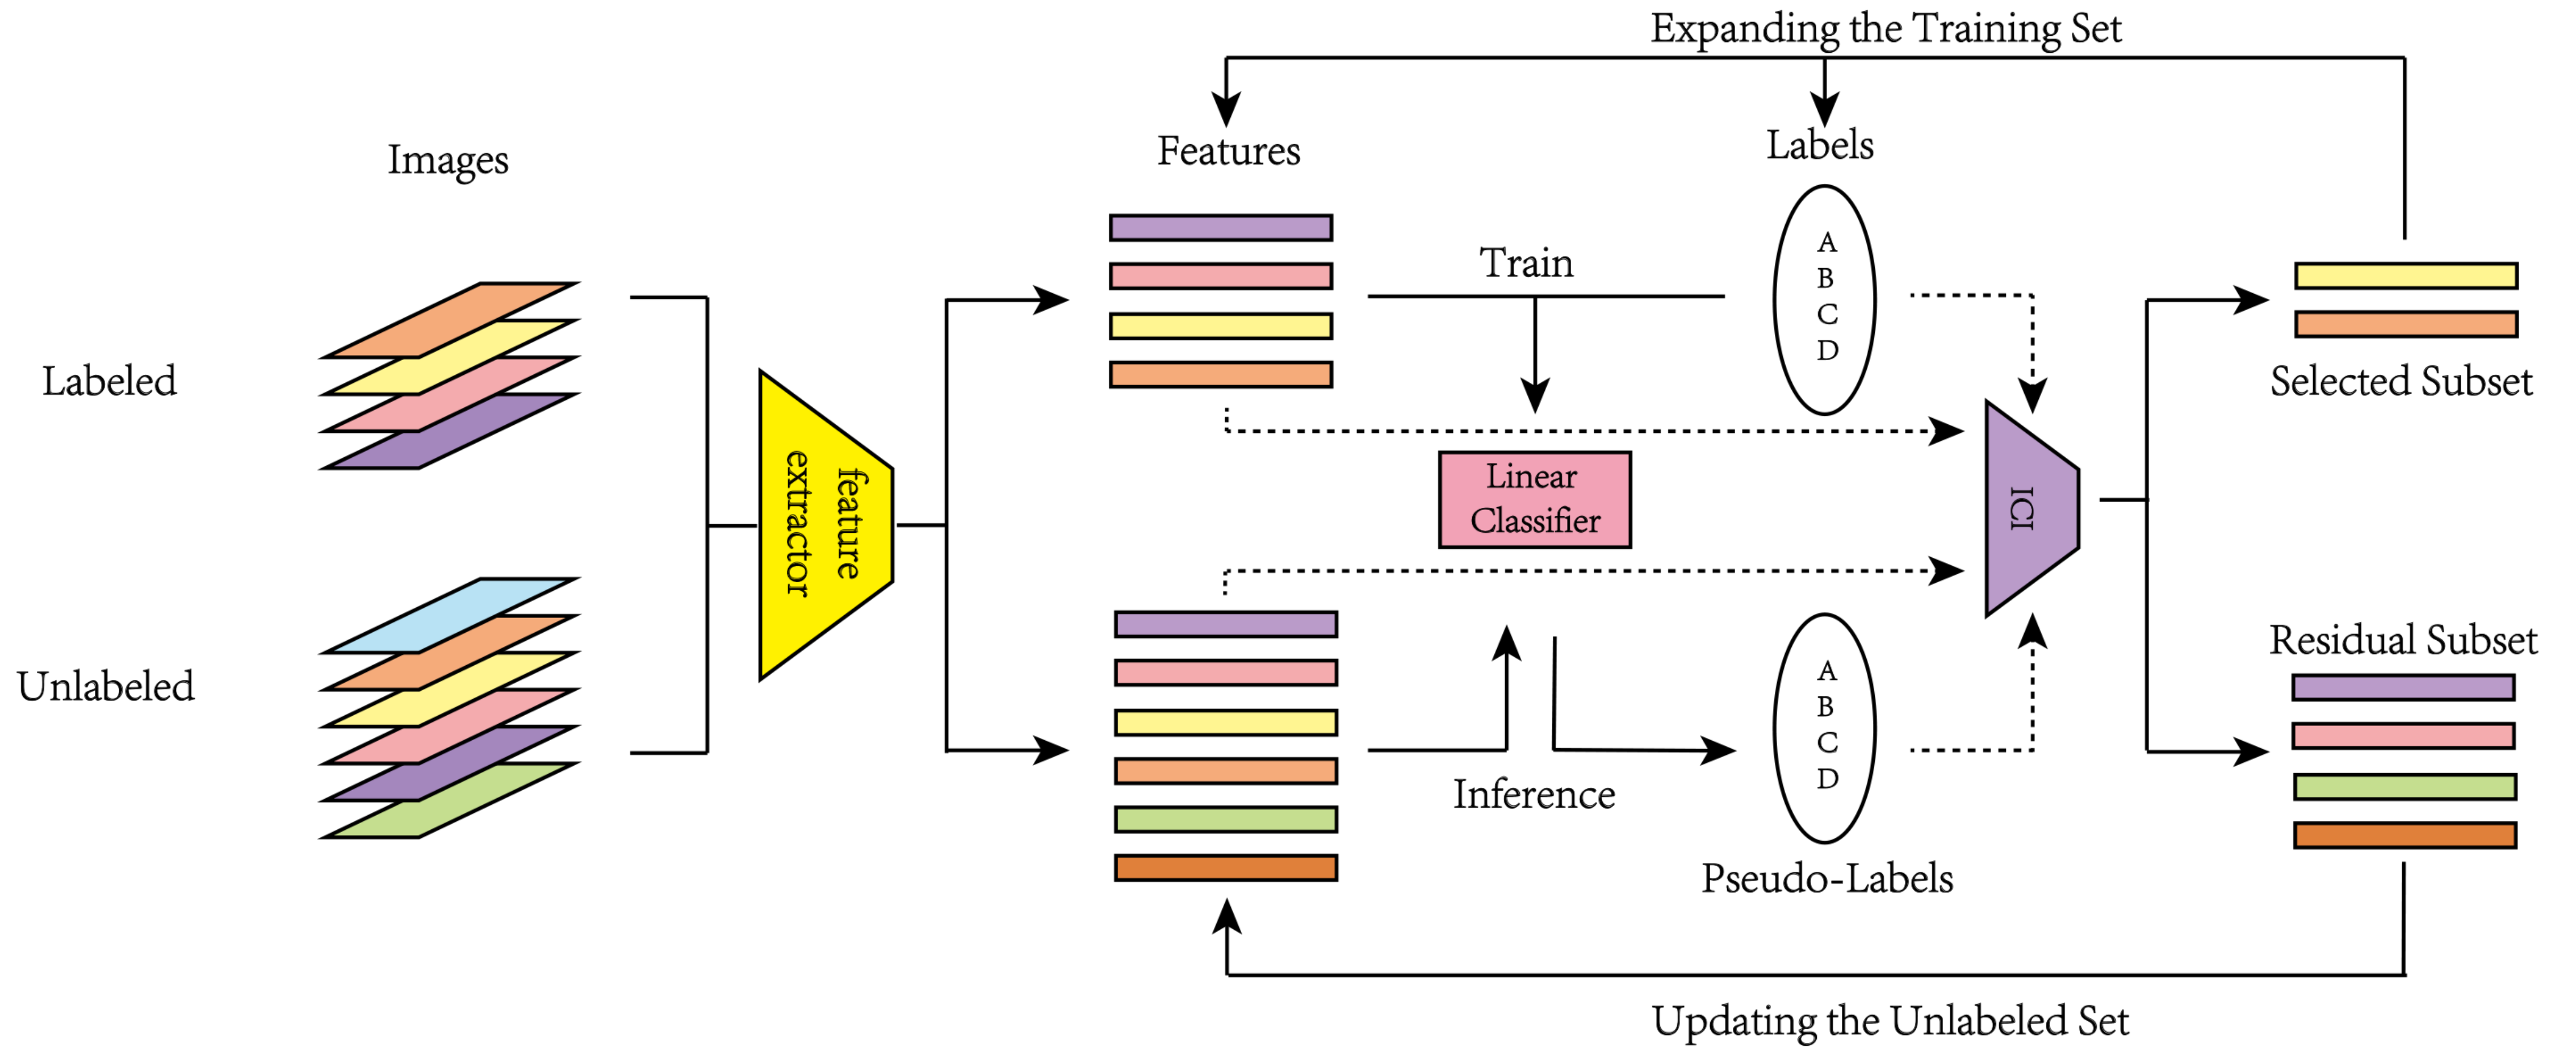 Expanding the Training Set
Images
Features
Labels
Labeled
Train
A
B
C
D
Selected Subset
feature
extractor
Linear
Classifier
ICI
Unlabeled
Inference
A
B
C
D
Pseudo-Labels
Residual Subset
Updating the Unlabeled Set